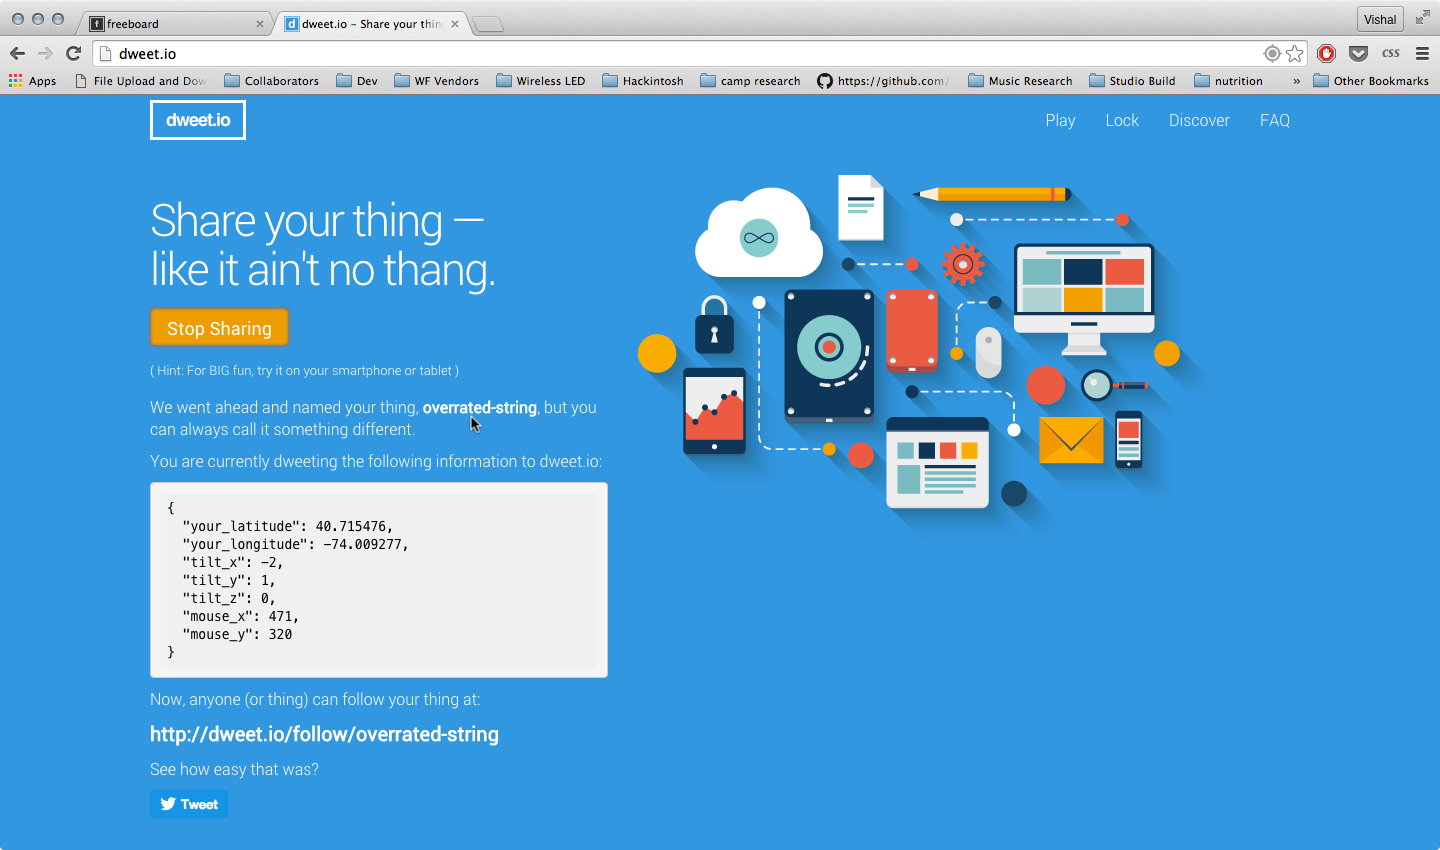 freeboard
dweet.io - Share your thin
Vishal
dweet.io
css
Apps
File Upload and Dow
Collaborators
Dev
WF Vendors
Wireless LED
Hackintosh
camp research
https://github.com/
Music Research
Studio Build
nutrition
»
Other Bookmarks
dweet.io
Play
Lock
Discover
FAQ
Share your thing —
like it ain't no thang.
Stop Sharing
( Hint: For BIG fun, try it on your smartphone or tablet )
We went ahead and named your thing, overrated-string, but you
can always call it something different.
You are currently dweeting the following information to dweet.io:
{
"your_latitude": 40.715476,
"your_longitude": -74.009277,
"tilt_x": -2,
"tilt_y": 1,
"tilt_z": 0,
"mouse_x": 471,
"mouse_y": 320
}
Now, anyone (or thing) can follow your thing at:
http://dweet.io/follow/overrated-string
See how easy that was?
Tweet